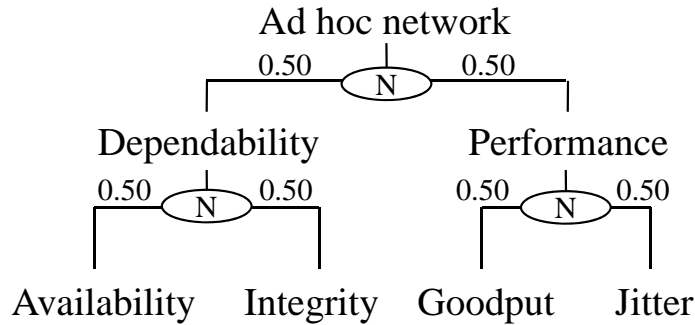 Ad hoc network
0.50 N 0.50
Dependability Performance
0.50 N 0.50 0.50 N 0.50
Availability Integrity Goodput Jitter